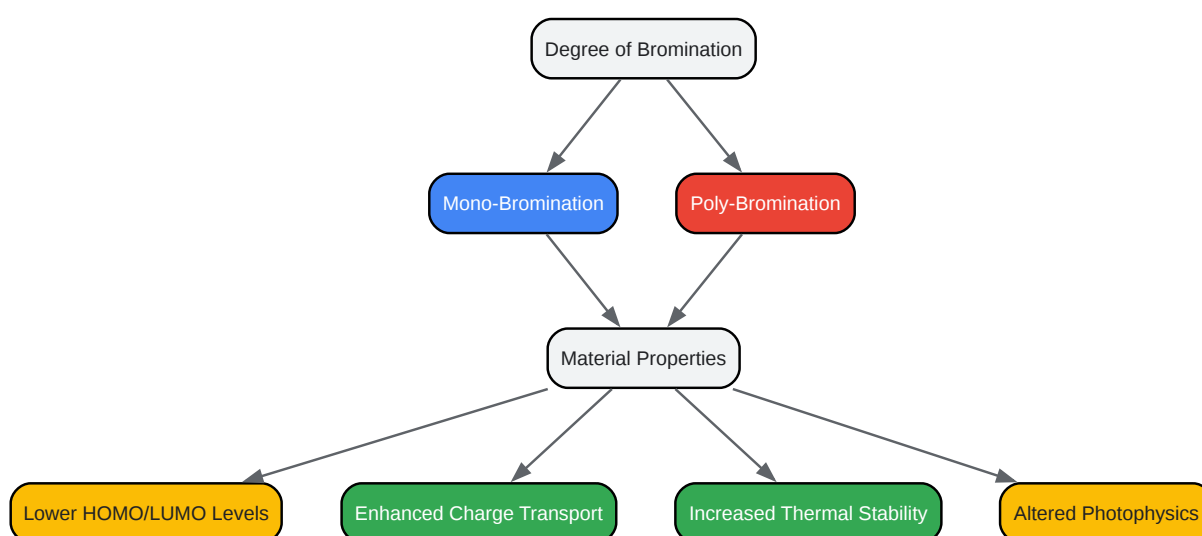 Degree of Bromination
Mono-Bromination
Poly-Bromination
Material Properties
Lower HOMO/LUMO Levels
Enhanced Charge Transport
Increased Thermal Stability
Altered Photophysics